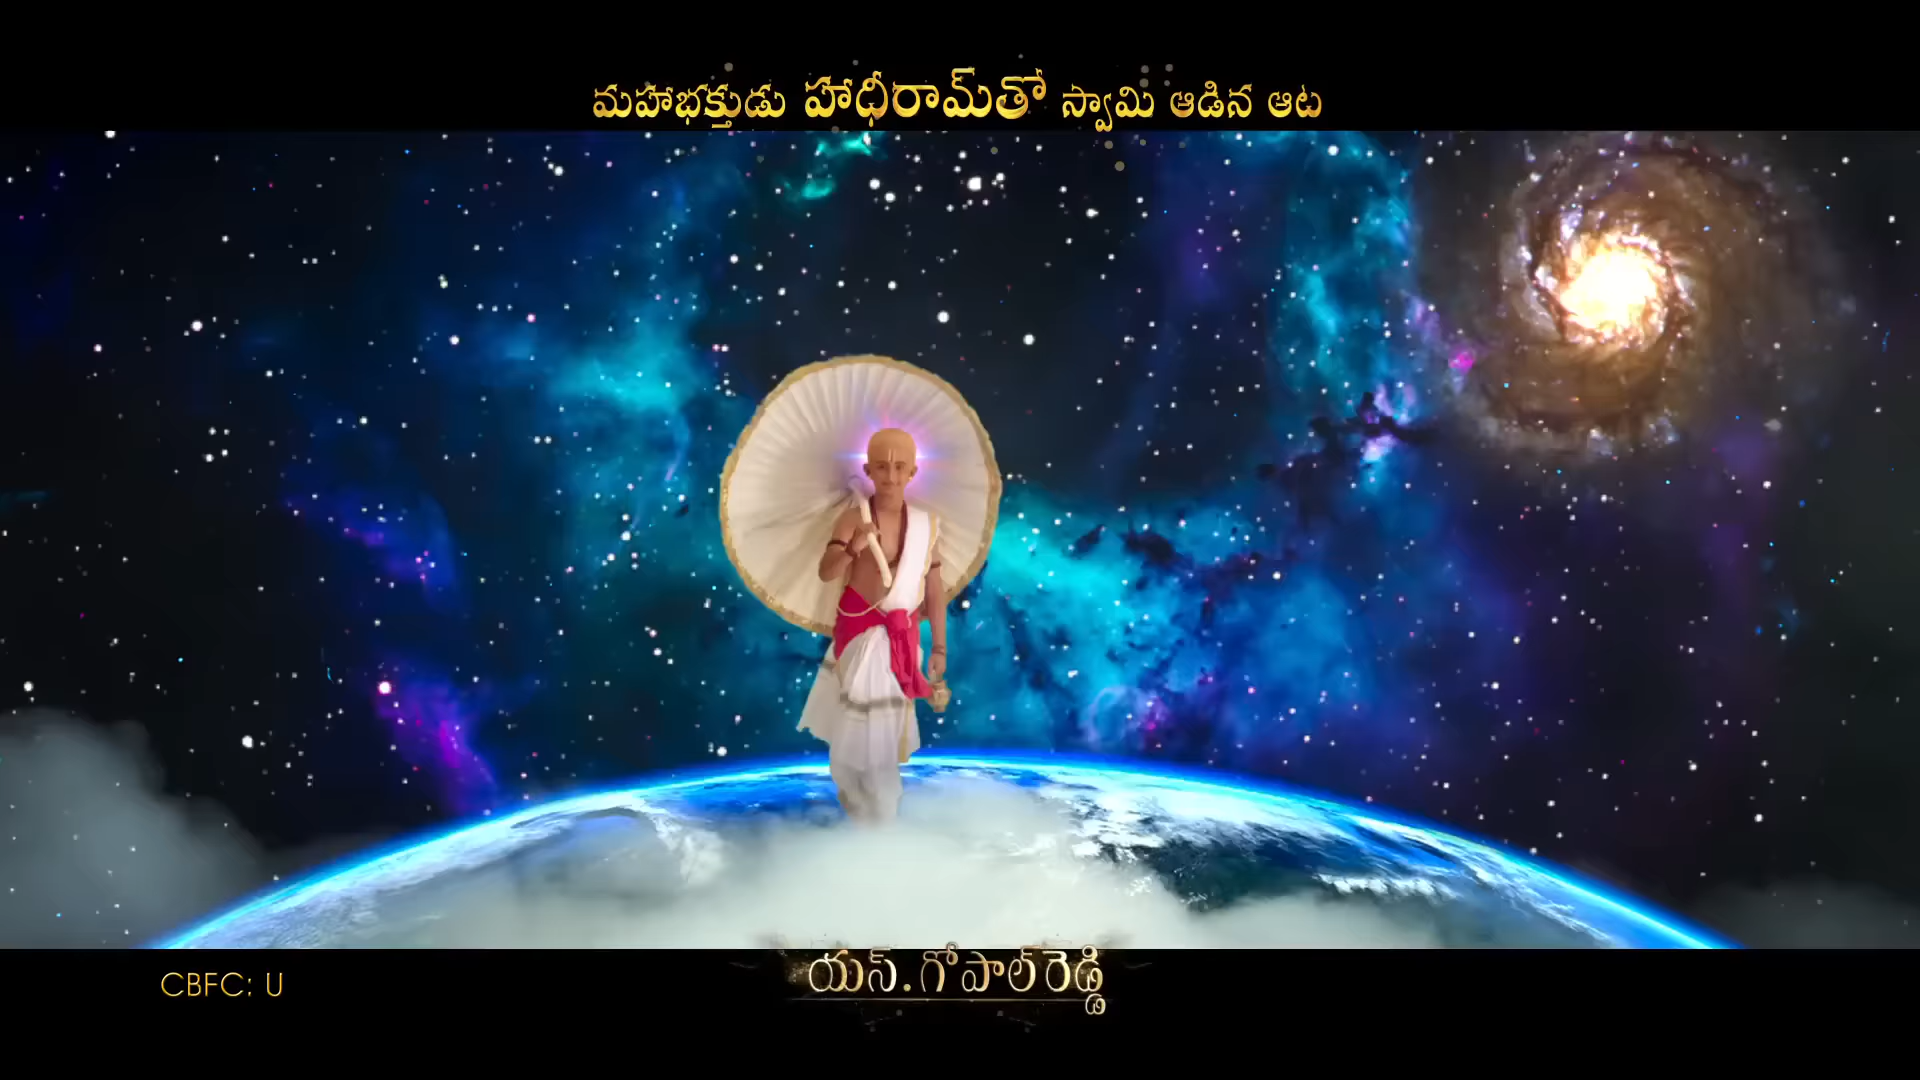 మహాభక్తుడు హాథీరామ్‌తో స్వామి ఆడిన ఆట
యస్.గోపాల్‌రెడ్డి
CBFC: U